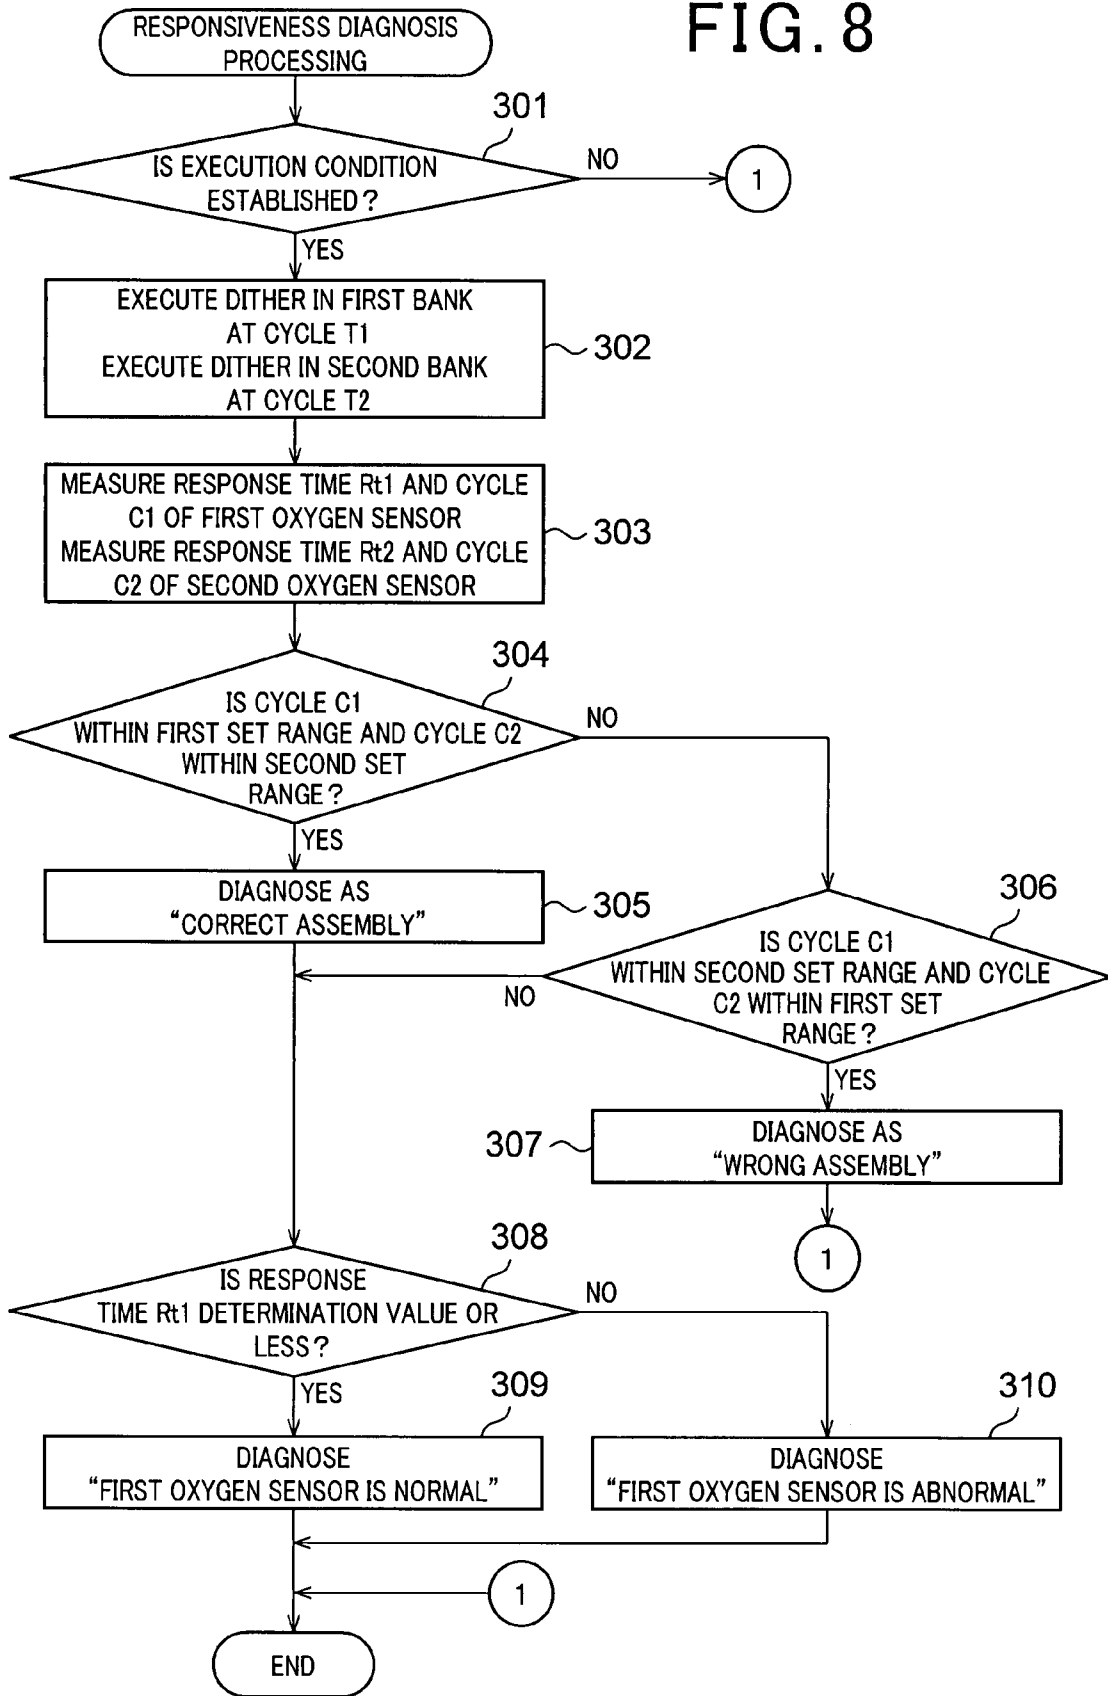 FIG. 8
RESPONSIVENESS DIAGNOSIS
PROCESSING
301
IS EXECUTION CONDITION
ESTABLISHED?
NO
1
YES
EXECUTE DITHER IN FIRST BANK
AT CYCLE T1
EXECUTE DITHER IN SECOND BANK
AT CYCLE T2
302
MEASURE RESPONSE TIME Rt1 AND CYCLE
C1 OF FIRST OXYGEN SENSOR
MEASURE RESPONSE TIME Rt2 AND CYCLE
C2 OF SECOND OXYGEN SENSOR
303
304
IS CYCLE C1
WITHIN FIRST SET RANGE AND CYCLE C2
WITHIN SECOND SET
RANGE?
NO
YES
DIAGNOSE AS
“CORRECT ASSEMBLY”
305
306
IS CYCLE C1
WITHIN SECOND SET RANGE AND CYCLE
C2 WITHIN FIRST SET
RANGE?
NO
YES
307
DIAGNOSE AS
“WRONG ASSEMBLY”
1
308
IS RESPONSE
TIME Rt1 DETERMINATION VALUE OR
LESS?
NO
YES
309
DIAGNOSE
“FIRST OXYGEN SENSOR IS NORMAL”
310
DIAGNOSE
“FIRST OXYGEN SENSOR IS ABNORMAL”
1
END